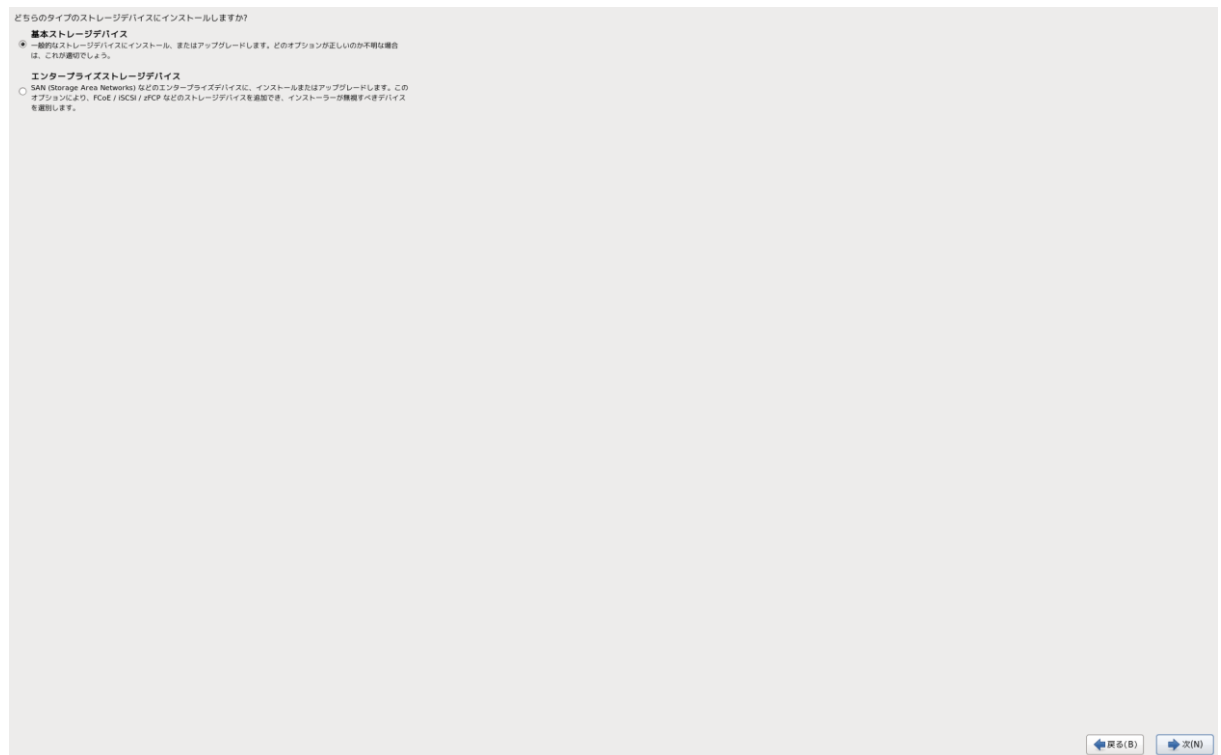 どちらのタイプのストレージデバイスにインストールしますか?
基本ストレージデバイス
一般的なストレージデバイスにインストール、またはアップグレードします。どのオプションが正しいのか不明な場合
は、これが適切でしょう。
エンタープライズストレージデバイス
SAN (Storage Area Networks) などのエンタープライズデバイスに、インストールまたはアップグレードします。この
オプションにより、FCoE / iSCSI / zFCP などのストレージデバイスを追加でき、インストーラーが無視すべきデバイス
を選別します。
戻る(B)
次(N)